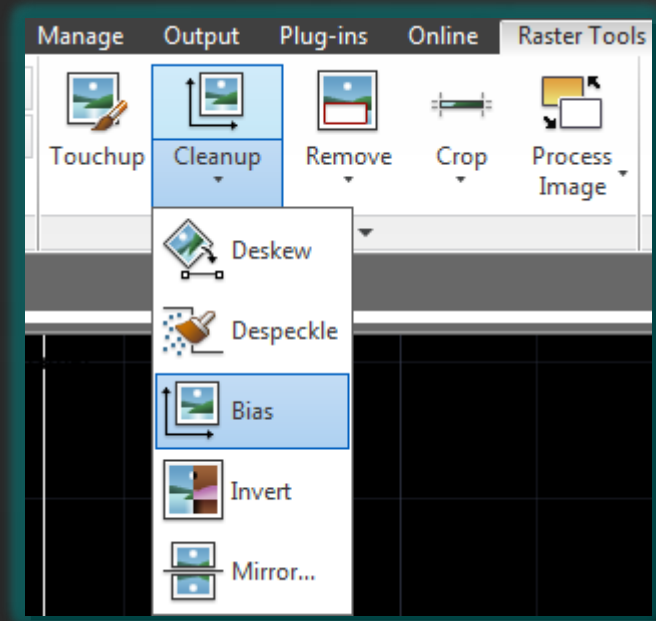 Manage Output Plug-ins Online Raster Tools
Touchup Cleanup Remove Crop Process
Image
Deskew
Despeckle
Bias
Invert
Mirror...